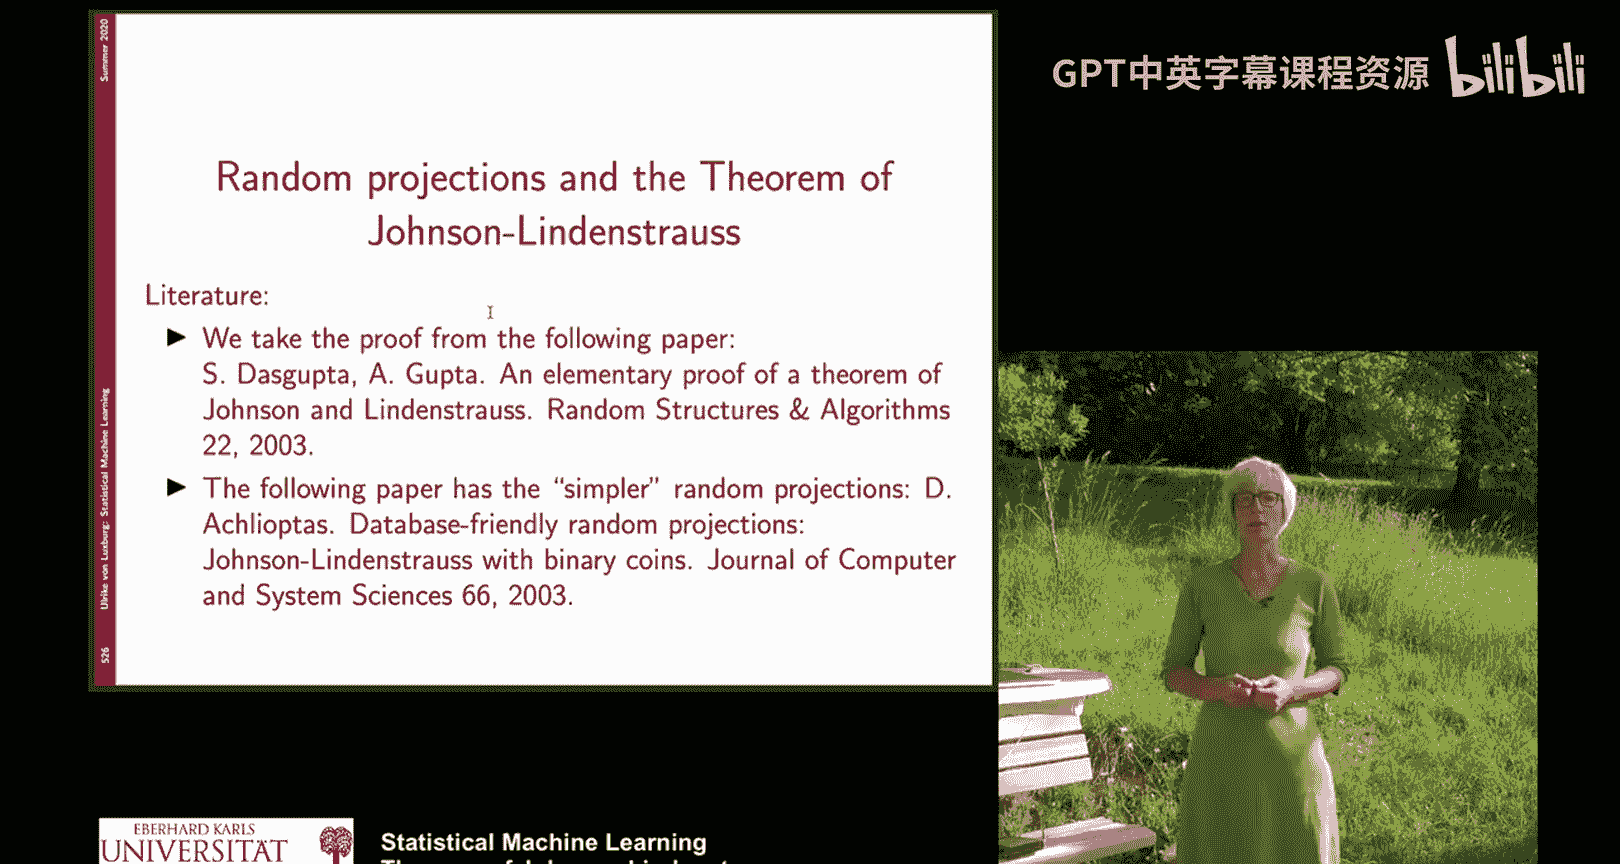 Summer 2020
Ulrike von Luxburg: Statistical Machine Learning
526
Random projections and the Theorem of
Johnson-Lindenstrauss
Literature:
► We take the proof from the following paper:
S. Dasgupta, A. Gupta. An elementary proof of a theorem of
Johnson and Lindenstrauss. Random Structures & Algorithms
22, 2003.
► The following paper has the “simpler” random projections: D.
Achlioptas. Database-friendly random projections:
Johnson-Lindenstrauss with binary coins. Journal of Computer
and System Sciences 66, 2003.
GPT中英字幕课程资源 bilibili
EBERHARD KARLS
UNIVERSITÄT
Statistical Machine Learning